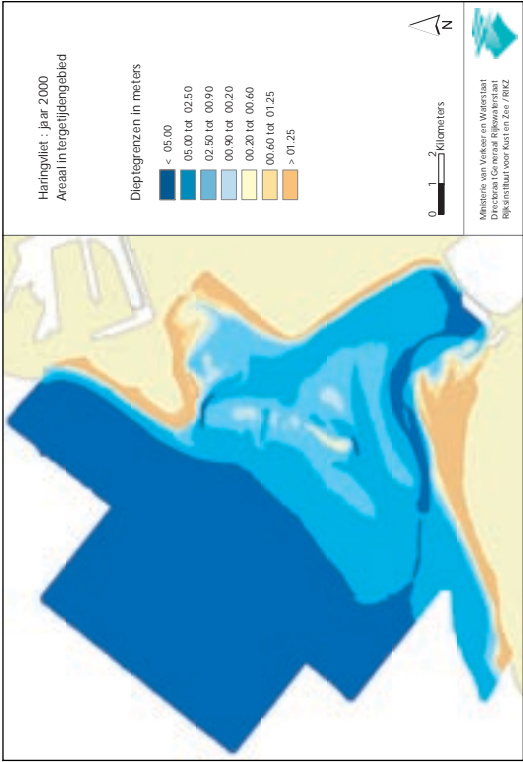 Haringvliet : jaar 2000
Areaal in tergetijdengebied
Dieptegrenzen in meters
< 05.00
05.00 tot 02.50
02.50 tot 00.90
00.90 tot 00.20
00.20 tot 00.60
00.60 tot 01.25
> 01.25
N
0 1 2 Kilometers
Ministerie van Verkeer en Waterstaat
Directoraat Generaal Rijkswaterstaat
Rijksinstituut voor Kust en Zee / RIKZ